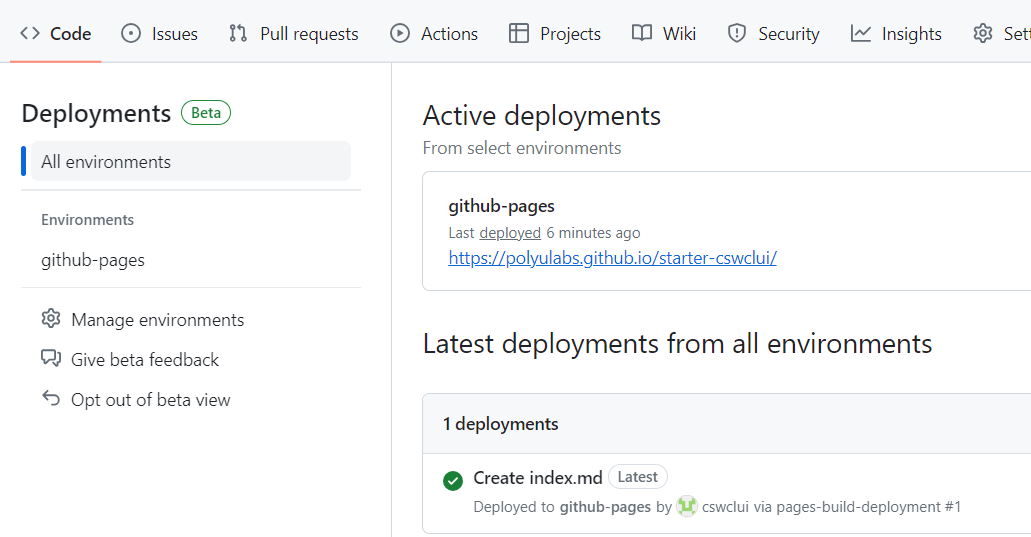 Code Issues Pull requests Actions Projects Wiki Security Insights
Deployments Beta
All environments
Environments
github-pages
Manage environments
Give beta feedback
Opt out of beta view
Active deployments
From select environments
github-pages
Last deployed 6 minutes ago
https://polyulabs.github.io/starter-cswclui/
Latest deployments from all environments
1 deployments
Create index.md Latest
Deployed to github-pages by cswclui via pages-build-deployment #1